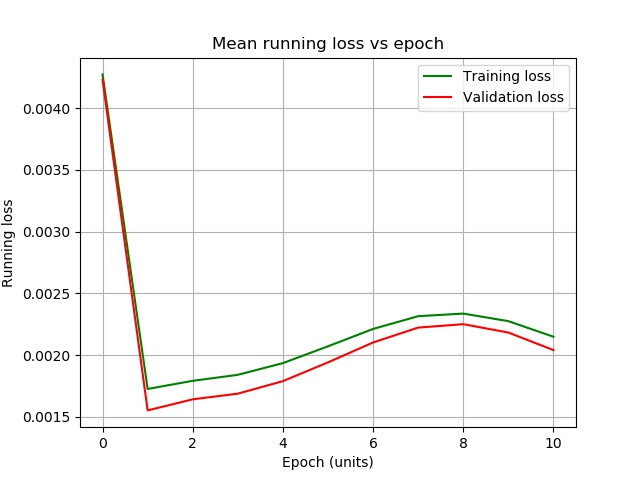 Mean running loss vs epoch
Training loss
Validation loss
0.0040
0.0035
0.0030
0.0025
0.0020
0.0015
Running loss
0 2 4 6 8 10
Epoch (units)